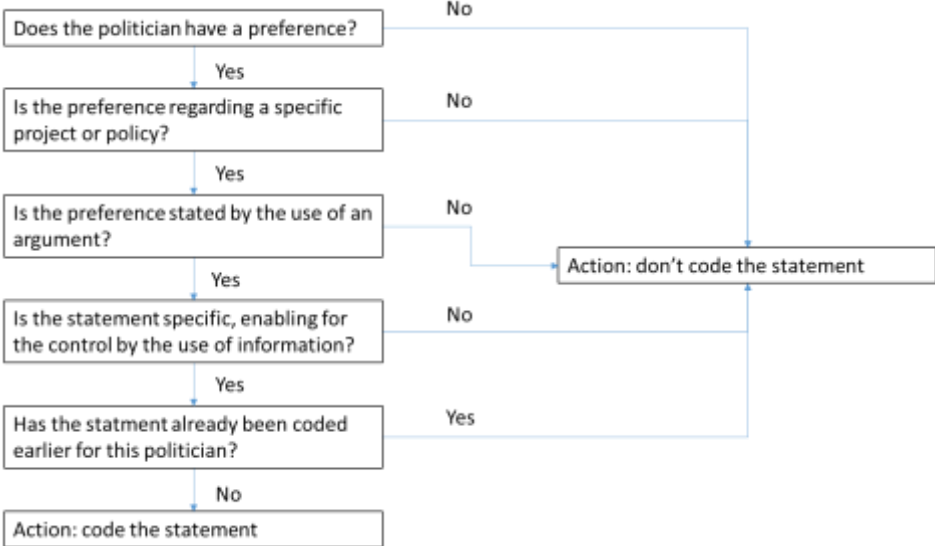 No
Does the politician have a preference?
Yes
Is the preference regarding a specific
project or policy?
No
Yes
Is the preference stated by the use of an
argument?
No
Action: don't code the statement
Yes
Is the statement specific, enabling for
the control by the use of information?
No
Yes
Has the statment already been coded
earlier for this politician?
Yes
No
Action: code the statement